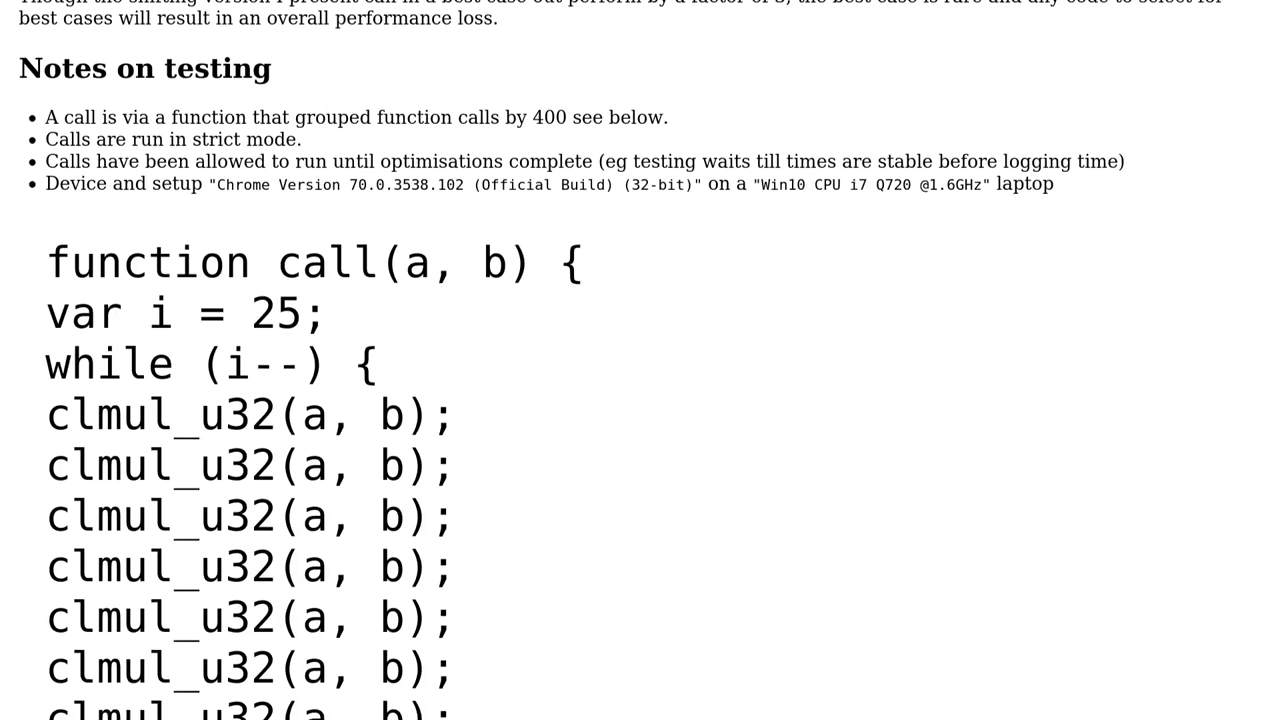 best cases will result in an overall performance loss.
Notes on testing
• A call is via a function that grouped function calls by 400 see below.
• Calls are run in strict mode.
• Calls have been allowed to run until optimisations complete (eg testing waits till times are stable before logging time)
• Device and setup "Chrome Version 70.0.3538.102 (Official Build) (32-bit)" on a "Win10 CPU i7 Q720 @1.6GHz" laptop
function call(a, b) {
var i = 25;
while (i--) {
clmul_u32(a, b);
clmul_u32(a, b);
clmul_u32(a, b);
clmul_u32(a, b);
clmul_u32(a, b);
clmul_u32(a, b);
clmul_u32(a, b);